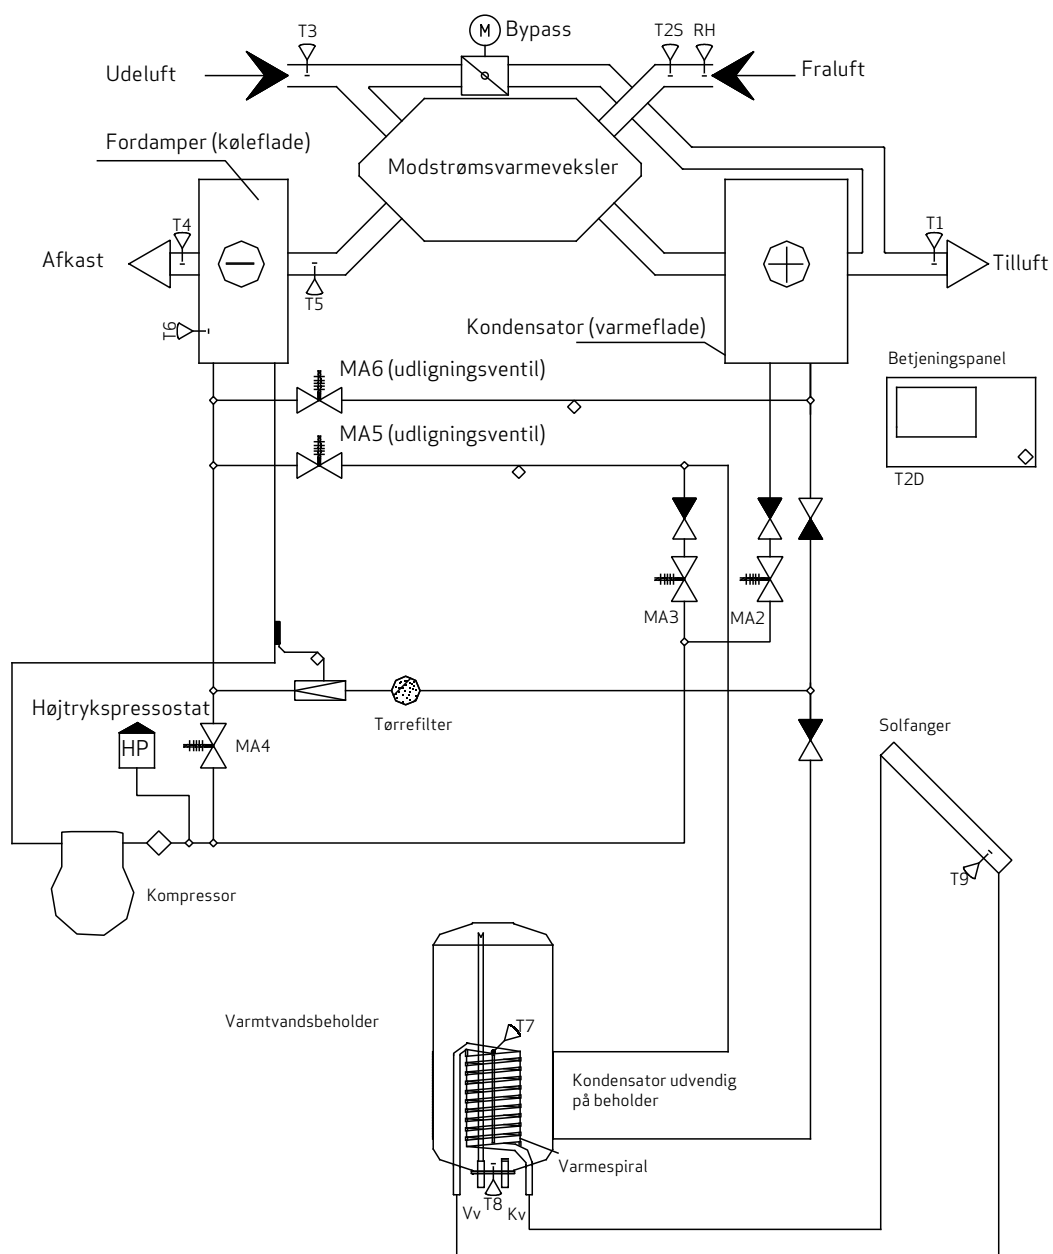 T3
M
Bypass
T2S
RH
Udeluft
Fraluft
Fordamper (køleflade)
Modstrømsvarmeveksler
T4
T1
Afkast
Tilluft
T5
T6
Kondensator (varmeflade)
MA6 (udligningsventil)
Betjeningspanel
MA5 (udligningsventil)
T2D
MA3
MA2
Højtrykspressostat
Tørrefilter
Solfanger
HP
MA4
T9
Kompressor
Varmtvandsbeholder
T7
Kondensator udvendig
på beholder
Varmespiral
T8
Vv
Kv